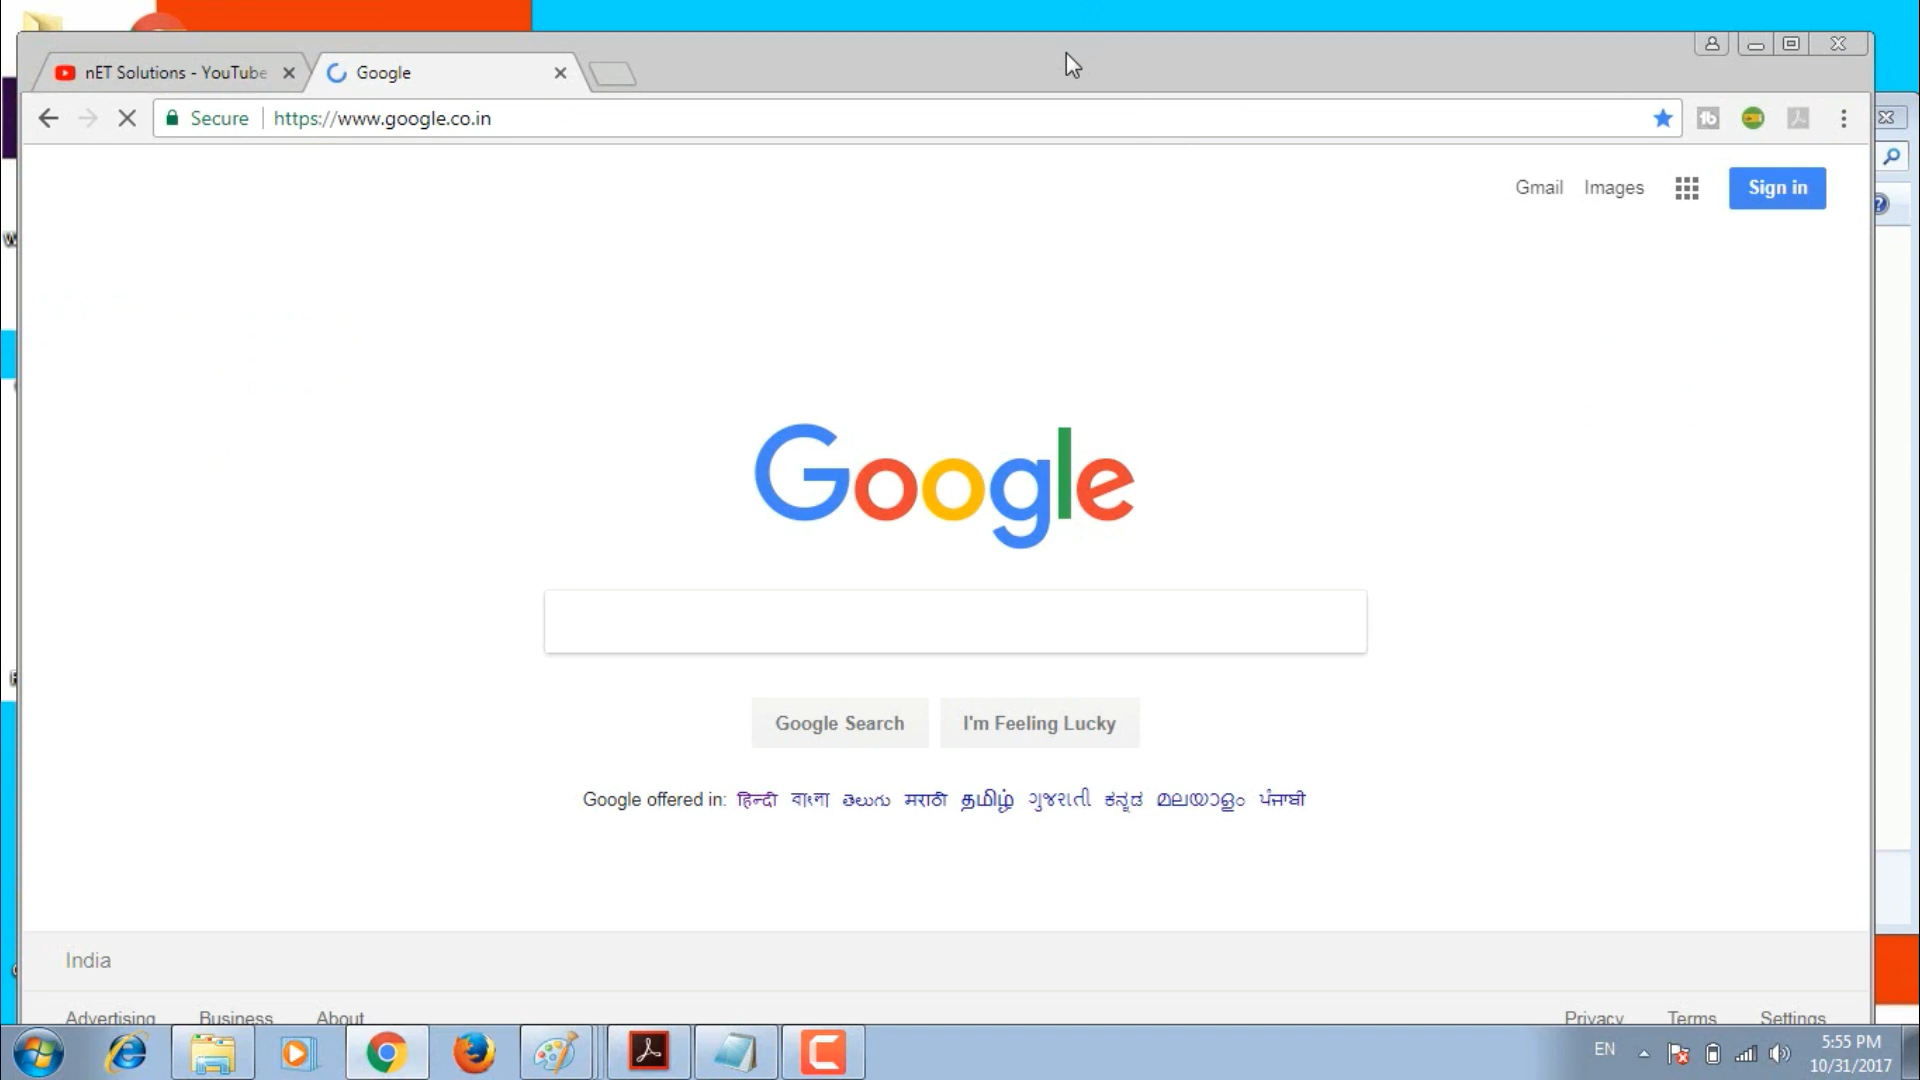 nET Solutions - YouTube
Google
Secure
https://www.google.co.in
Gmail
Images
Sign in
Google
Google Search
I'm Feeling Lucky
Google offered in: हिन्दी বাংলা తెలుగు मराठी தமிழ் ગુજરાતી ಕನ್ನಡ മലയാളം ਪੰਜਾਬੀ
India
Advertising
Business
About
Privacy
Terms
Settings
EN
5:55 PM
10/31/2017